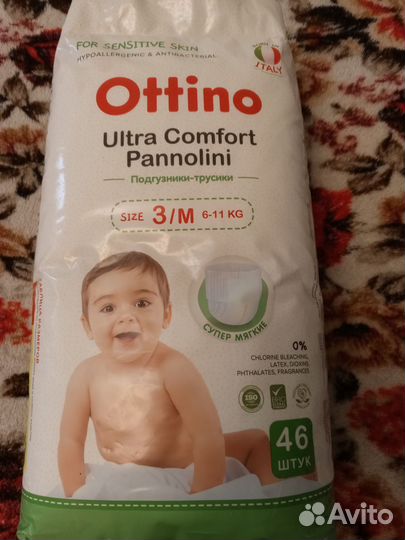 FOR SENSITIVE SKIN
HYPOALLERGENIC & ANTIBACTERIAL
ITALY
Ottino
Ultra Comfort
Pannolini
Подгузники-трусики
SIZE 3/M 6-11 KG
СУПЕР МЯГКИЕ
0%
CHLORINE BLEACHING,
LATEX, DIOXINS,
PHTHALATES, FRAGRANCES
ISO
46
ШТУК
Avito